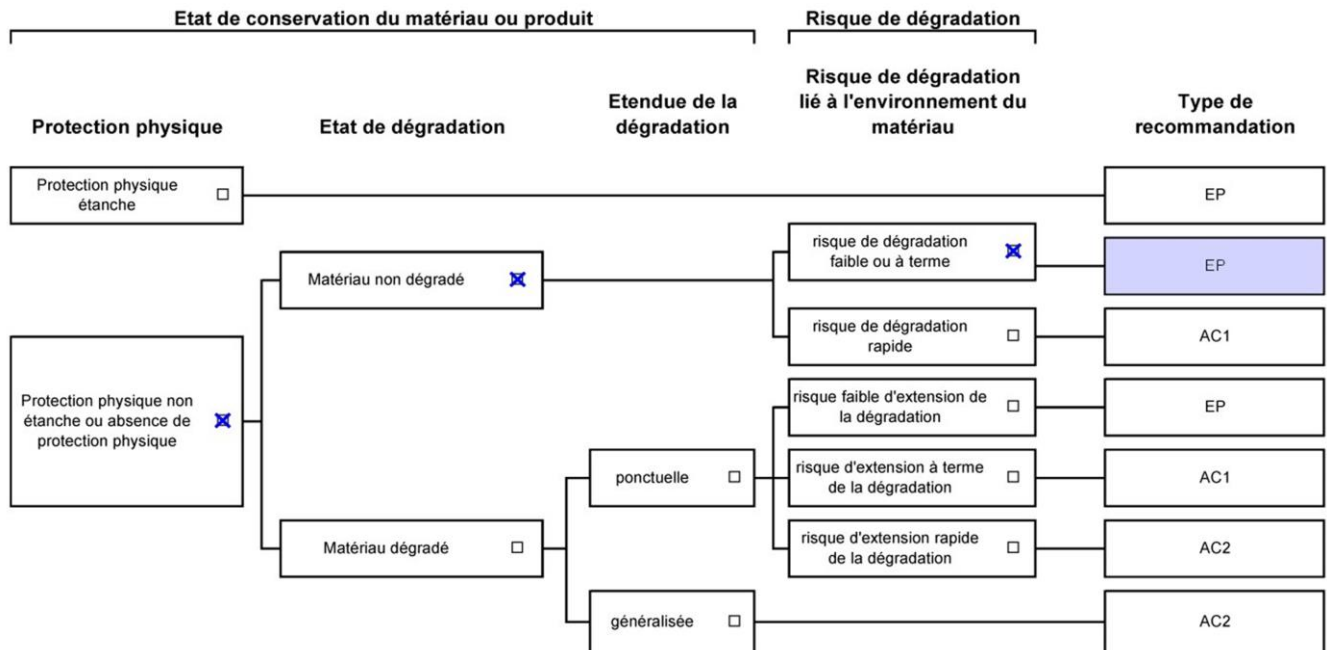 Etat de conservation du matériau ou produit
Risque de dégradation
Protection physique
Etat de dégradation
Etendue de la
dégradation
Risque de dégradation
lié à l'environnement du
matériau
Type de
recommandation
Protection physique
étanche
EP
risque de dégradation
faible ou à terme
EP
Matériau non dégradé
risque de dégradation
rapide
AC1
Protection physique non
étanche ou absence de
protection physique
risque faible d'extension de
la dégradation
EP
ponctuelle
risque d'extension à terme
de la dégradation
AC1
Matériau dégradé
risque d'extension rapide
de la dégradation
AC2
généralisée
AC2